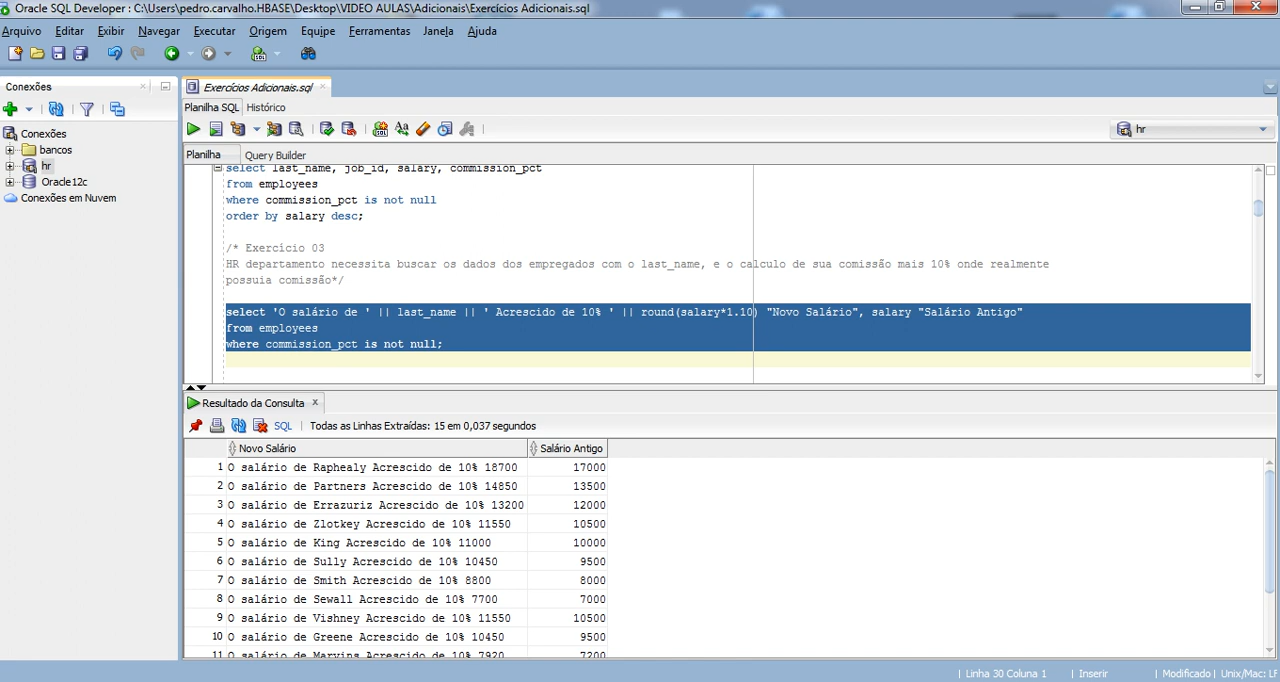 Oracle SQL Developer : C:\Users\pedro.carvalho.HBASE\Desktop\VIDEO AULAS\Adicionais\Exercícios Adicionais.sql
Arquivo Editar Exibir Navegar Executar Origem Equipe Ferramentas Janela Ajuda
Conexões
Exercícios Adicionais.sql
Planilha SQL Histórico
Conexões
bancos
hr
Oracle12c
Conexões em Nuvem
hr
Planilha Query Builder
select last_name, job_id, salary, commission_pct
from employees
where commission_pct is not null
order by salary desc;
/* Exercício 03
HR departamento necessita buscar os dados dos empregados com o last_name, e o calculo de sua comissão mais 10% onde realmente
possuia comissão*/
select 'O salário de ' || last_name || ' Acrescido de 10% ' || round(salary*1.10) "Novo Salário", salary "Salário Antigo"
from employees
where commission_pct is not null;
Resultado da Consulta x
SQL | Todas as Linhas Extraídas: 15 em 0,037 segundos
Novo Salário Salário Antigo
1 O salário de Raphealy Acrescido de 10% 18700 17000
2 O salário de Partners Acrescido de 10% 14850 13500
3 O salário de Errazuriz Acrescido de 10% 13200 12000
4 O salário de Zlotkey Acrescido de 10% 11550 10500
5 O salário de King Acrescido de 10% 11000 10000
6 O salário de Sully Acrescido de 10% 10450 9500
7 O salário de Smith Acrescido de 10% 8800 8000
8 O salário de Sewall Acrescido de 10% 7700 7000
9 O salário de Vishney Acrescido de 10% 11550 10500
10 O salário de Greene Acrescido de 10% 10450 9500
11 O salário de Marvins Acrescido de 10% 7920 7200
| Linha 30 Coluna 1 | Inserir | Modificado | Unix/Mac: LF